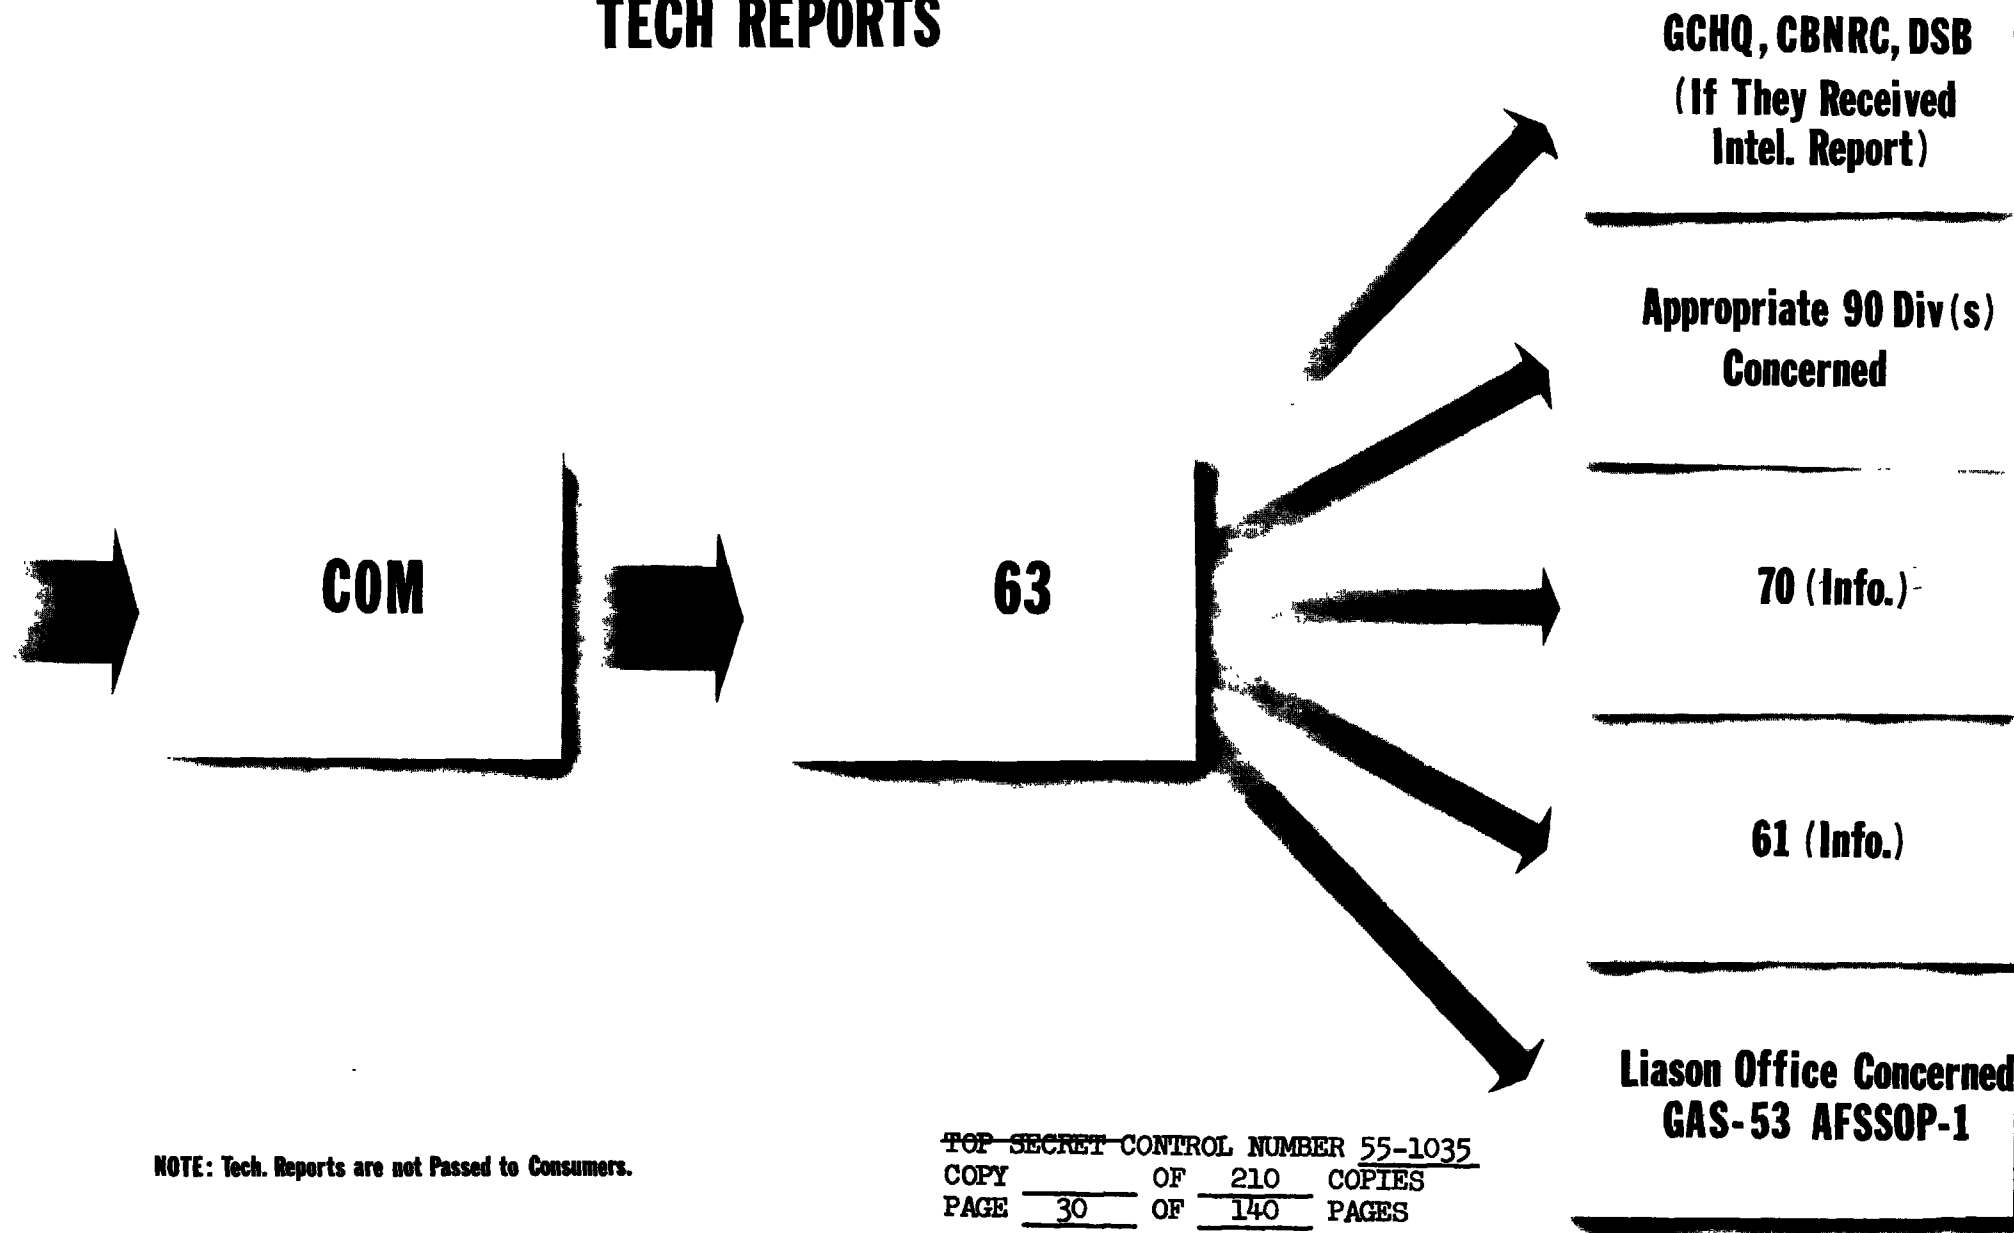 TECH REPORTS
GCHQ, CBNRC, DSB
(If They Received
Intel. Report)
Appropriate 90 Div(s)
Concerned
COM
63
70 (Info.)
61 (Info.)
Liason Office Concerned
GAS-53 AFSSOP-1
NOTE: Tech. Reports are not Passed to Consumers.
TOP SECRET CONTROL NUMBER 55-1035
COPY OF 210 COPIES
PAGE 30 OF 140 PAGES